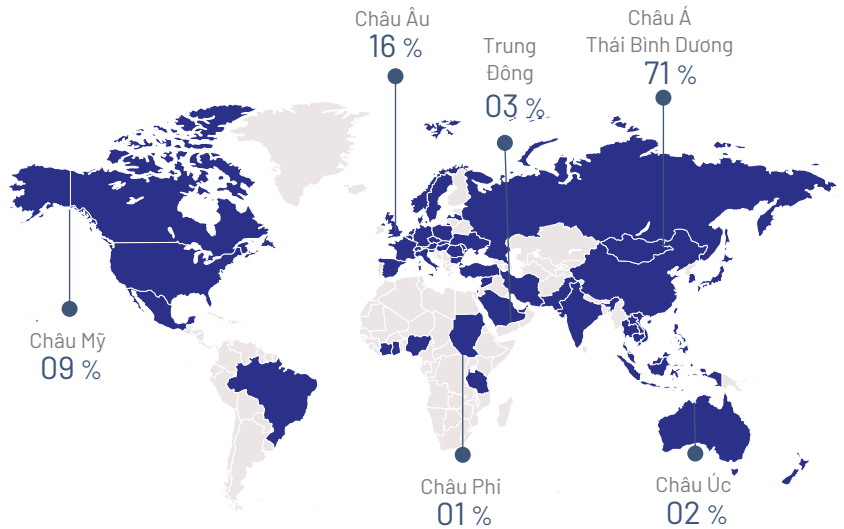 Châu Âu
16 %
Trung
Đông
03 %
Châu Á
Thái Bình Dương
71 %
Châu Mỹ
09 %
Châu Phi
01 %
Châu Úc
02 %